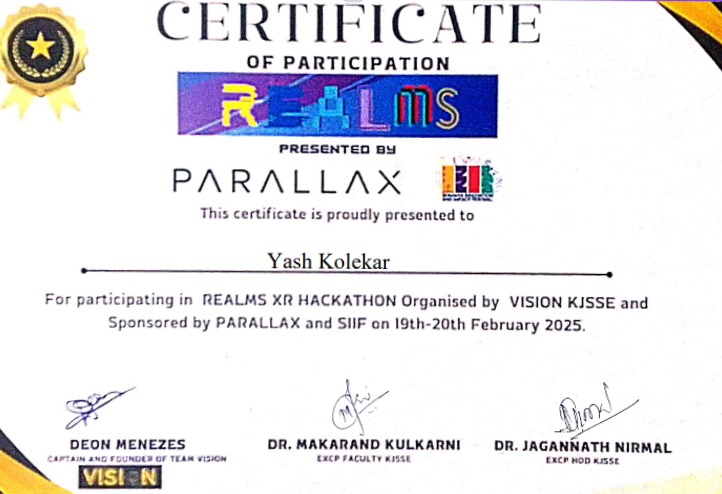 CERTIFICATE
OF PARTICIPATION
REALMS
PRESENTED BY
PARALLAX
This certificate is proudly presented to
Yash Kolekar
For participating in REALMS XR HACKATHON Organised by VISION KJSSE and
Sponsored by PARALLAX and SIIF on 19th-20th February 2025.
DEON MENEZES
CAPTAIN AND FOUNDER OF TEAM VISION
VISION
DR. MAKARAND KULKARNI
EXCP FACULTY KJSSE
DR. JAGANNATH NIRMAL
EXCP HOD KJSSE